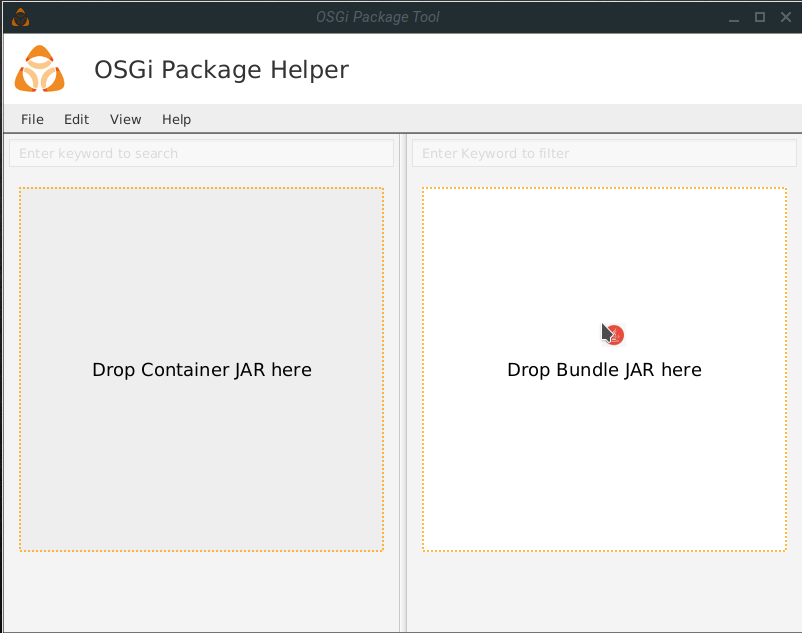 OSGi Package Tool
OSGi Package Helper
File Edit View Help
Enter keyword to search
Enter Keyword to filter
Drop Container JAR here
Drop Bundle JAR here